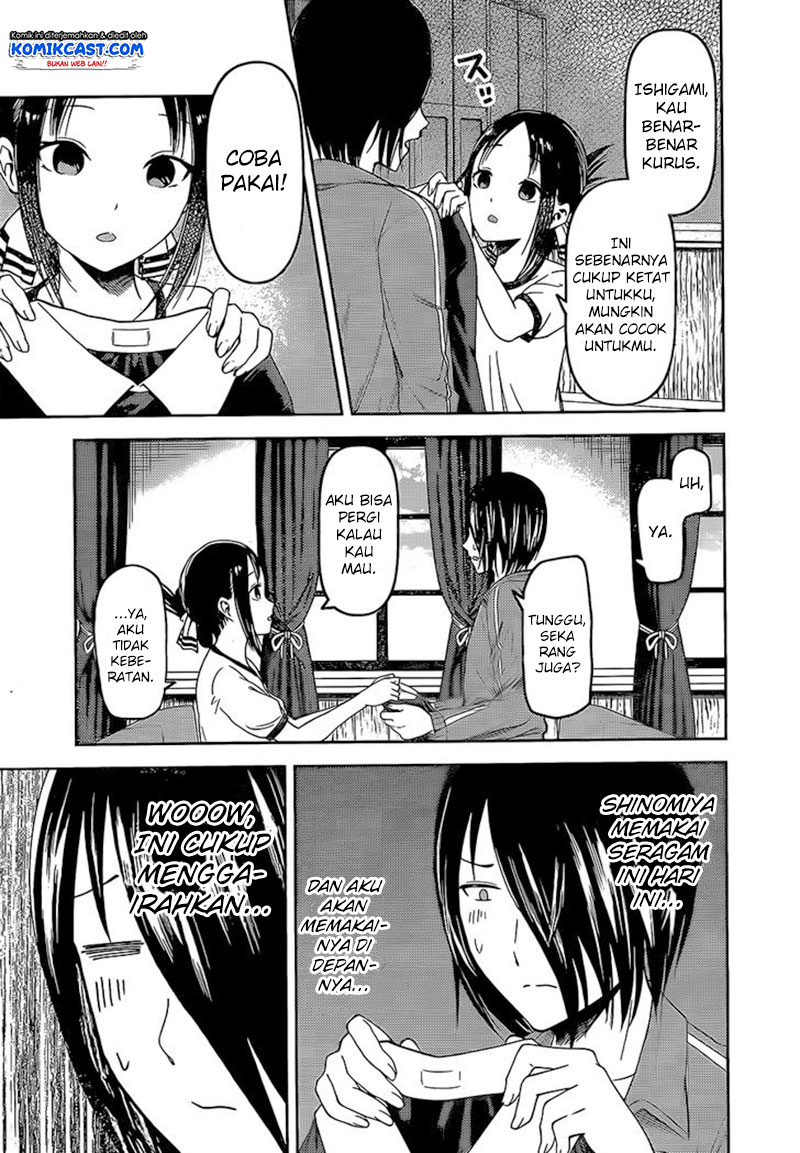 Komik ini diterjemahkan & diedit oleh
KOMIKCAST.COM
BUKAN WEB LAIN!!
ISHIGAMI,
KAU
BENAR-
BENAR
KURUS.
INI
SEBENARNYA
CUKUP KETAT
UNTUKKU,
MUNGKIN
AKAN COCOK
UNTUKMU.
ス!!
COBA
PAKAI!
UH,
YA.
TUNGGU,
SEKA
RANG
JUGA?
AKU BISA
PERGI
KALAU
KAU
MAU.
...YA,
AKU
TIDAK
KEBE-
RATAN.
SHINOMIYA
MEMAKAI
SERAGAM
INI HARI
INI...
DAN AKU
AKAN
MEMAKAI-
NYA DI
DEPAN-
NYA...
WOOOW,
INI CUKUP
MENGGA-
IRAHKAN...